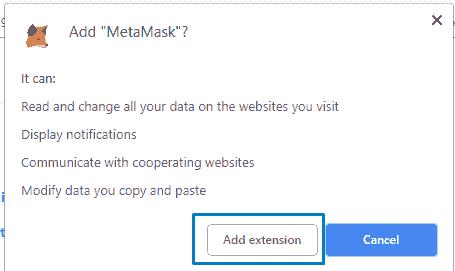 Add "MetaMask"?
It can:
Read and change all your data on the websites you visit
Display notifications
Communicate with cooperating websites
Modify data you copy and paste
Add extension
Cancel